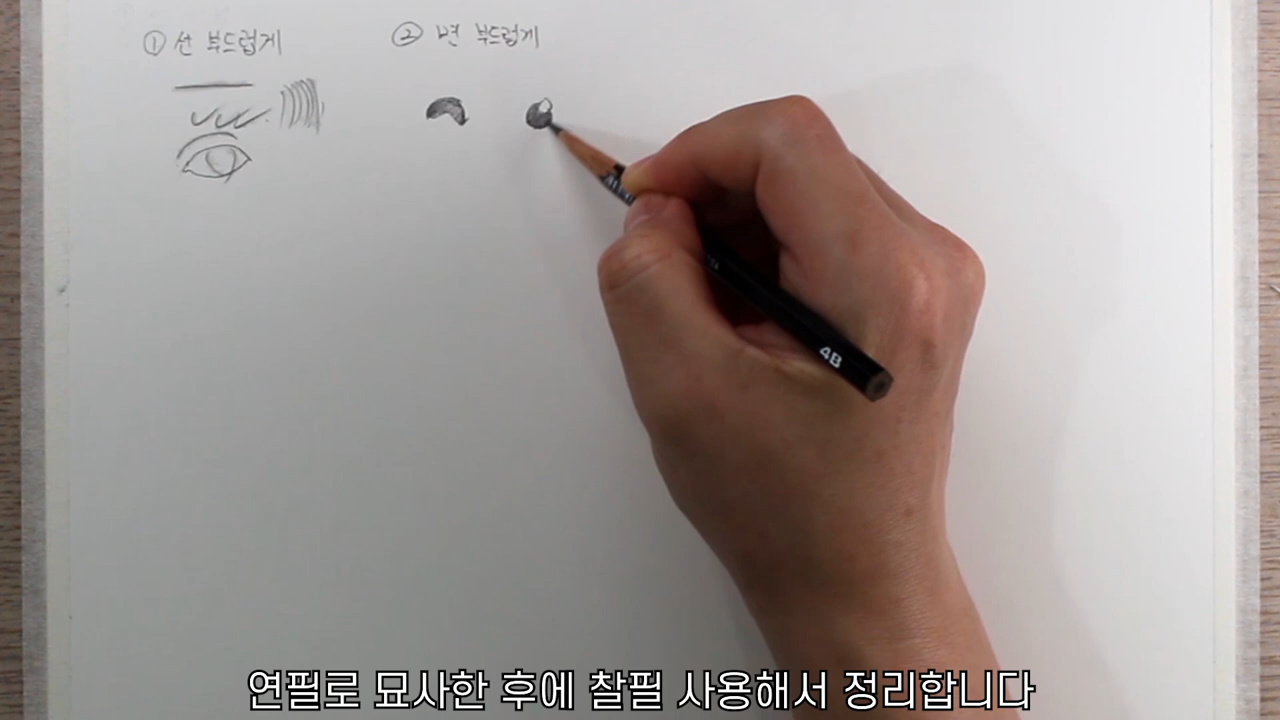 ① 선 부드럽게
② 면 부드럽게
4B
연필로 묘사한 후에 찰필 사용해서 정리합니다